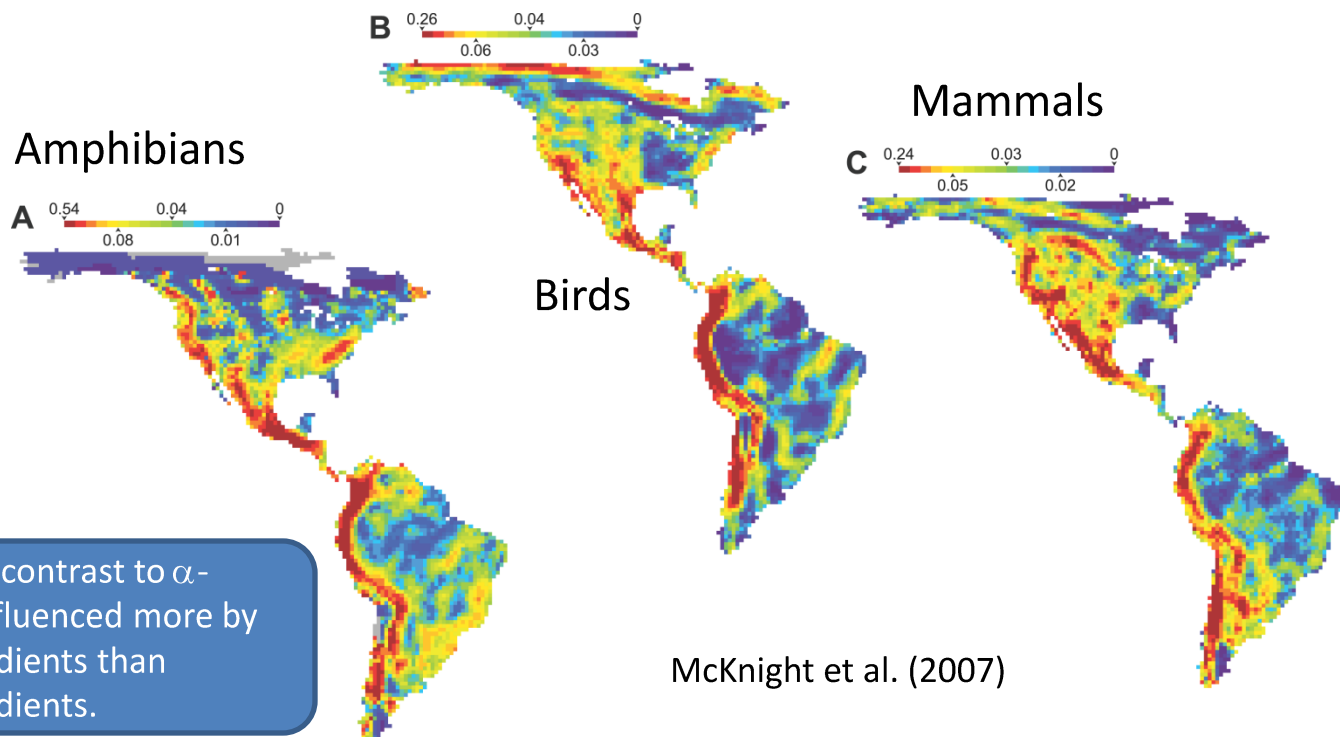 B
0.26 0.04 0
0.06 0.03
Mammals
Amphibians
C
0.24 0.03 0
0.05 0.02
A
0.54 0.04 0
0.08 0.01
Birds
contrast to α-
fluenced more by
dients than
dients.
McKnight et al. (2007)